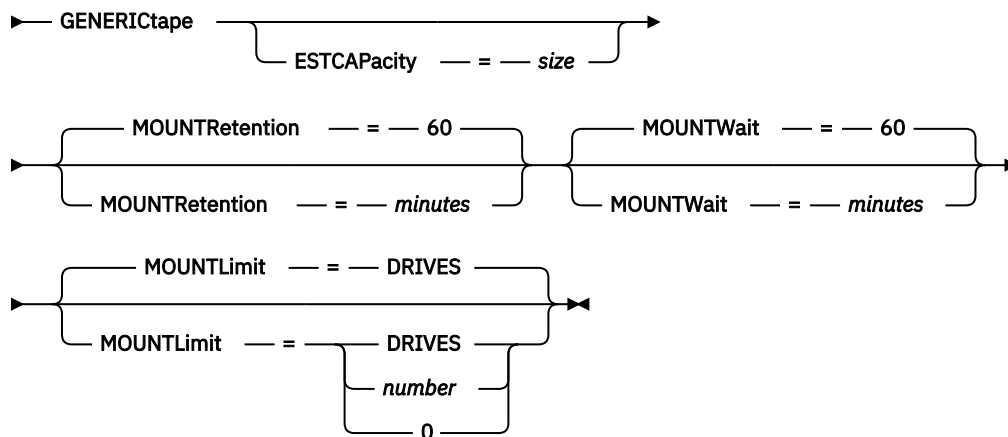 GENERICtape
ESTCAPacity = size
MOUNTRetention = 60 MOUNTWait = 60
MOUNTRetention = minutes MOUNTWait = minutes
MOUNTLimit = DRIVES
MOUNTLimit = DRIVES
number
0